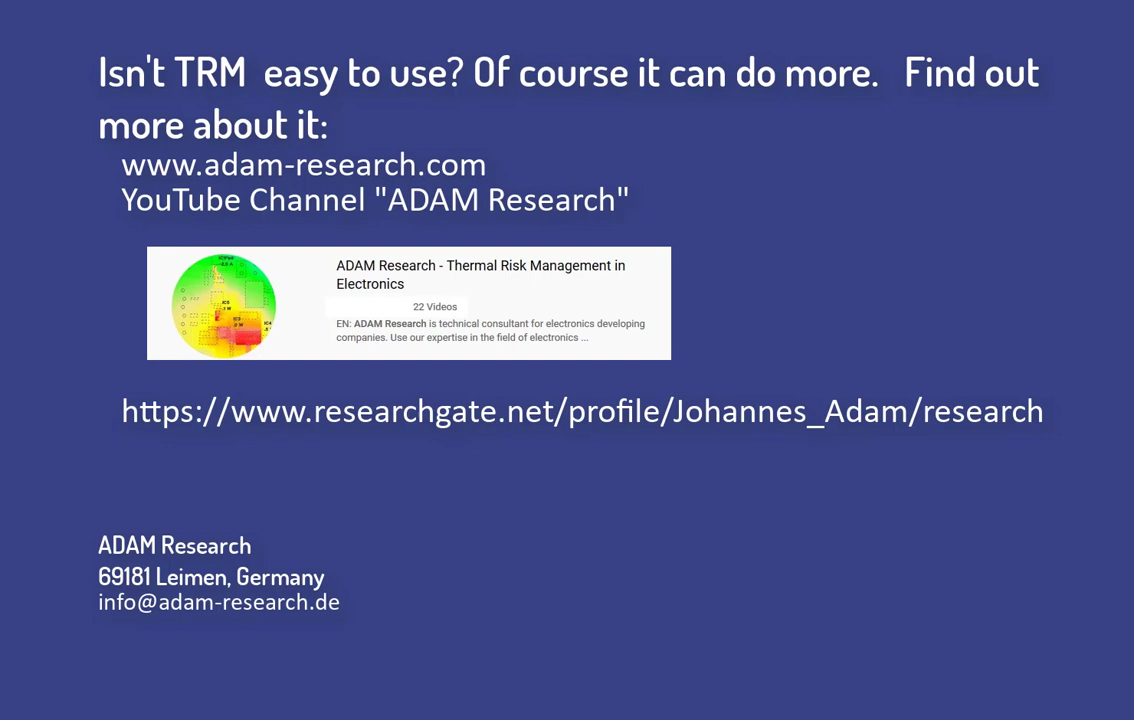 Isn't TRM  easy to use? Of course it can do more.   Find out
more about it:
www.adam-research.com
YouTube Channel "ADAM Research"
ADAM Research - Thermal Risk Management in
Electronics
22 Videos
EN: ADAM Research is technical consultant for electronics developing
companies. Use our expertise in the field of electronics ...
https://www.researchgate.net/profile/Johannes_Adam/research
ADAM Research
69181 Leimen, Germany
info@adam-research.de